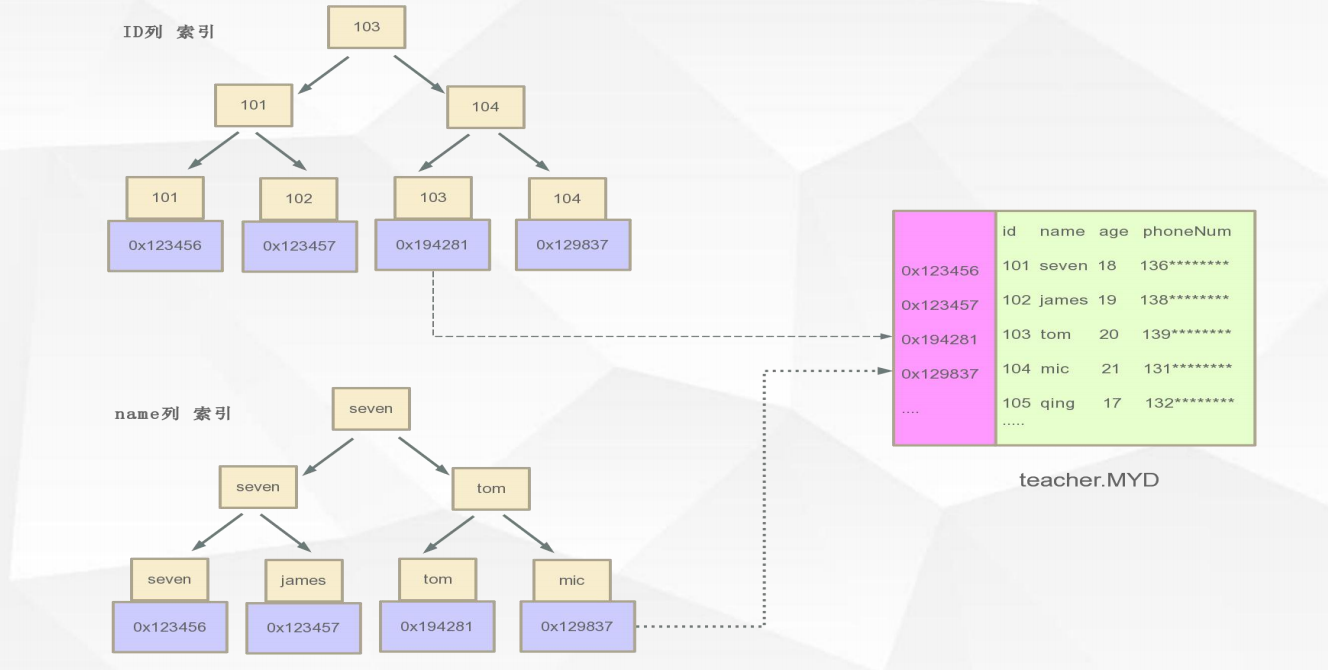 ID列 索引
103
101
104
101
102
103
104
0x123456
0x123457
0x194281
0x129837
name列 索引
seven
seven
tom
seven
james
tom
mic
0x123456
0x123457
0x194281
0x129837
id name age phoneNum
0x123456 101 seven 18 136********
0x123457 102 james 19 138********
0x194281 103 tom 20 139********
0x129837 104 mic 21 131********
.... 105 qing 17 132********
.....
teacher.MYD